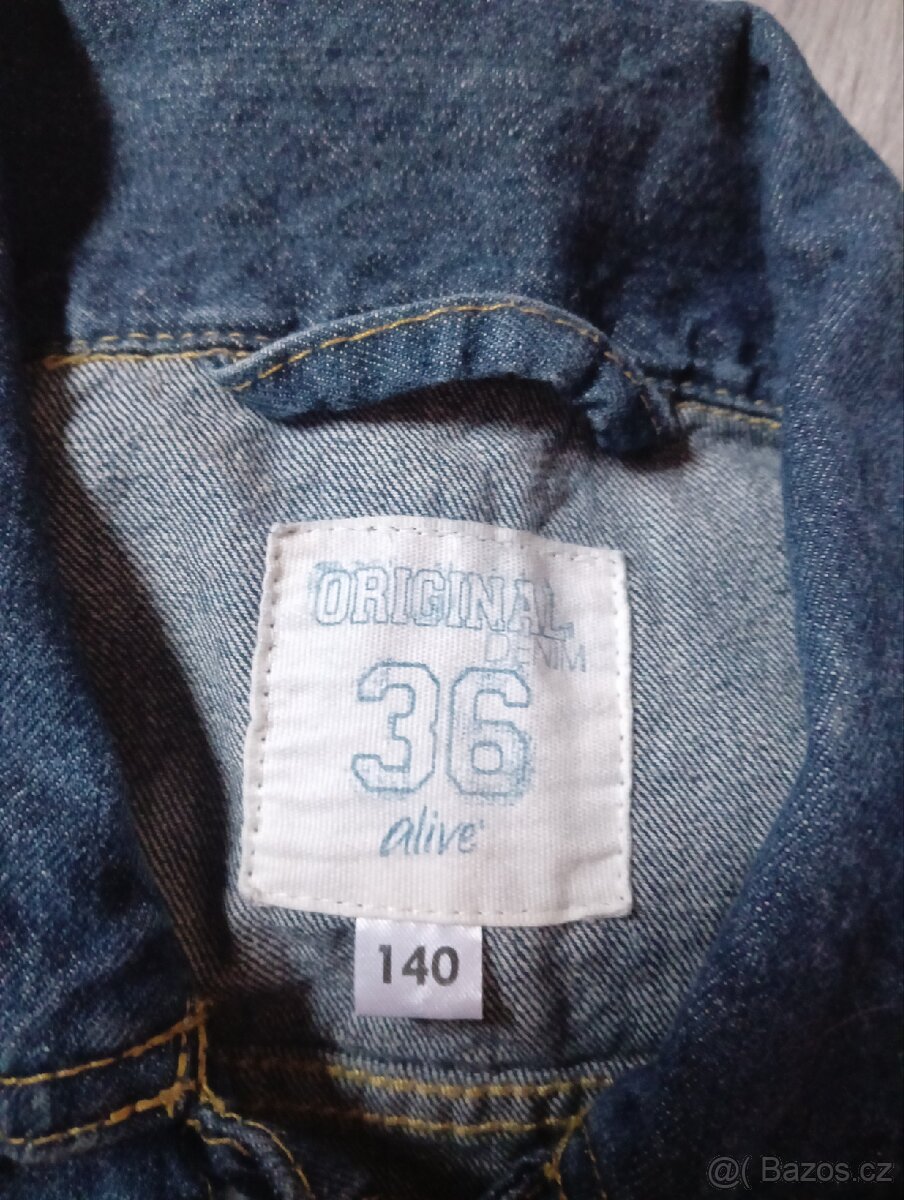 ORIGINAL
DENIM
36
alive®
140
@( Bazos.cz